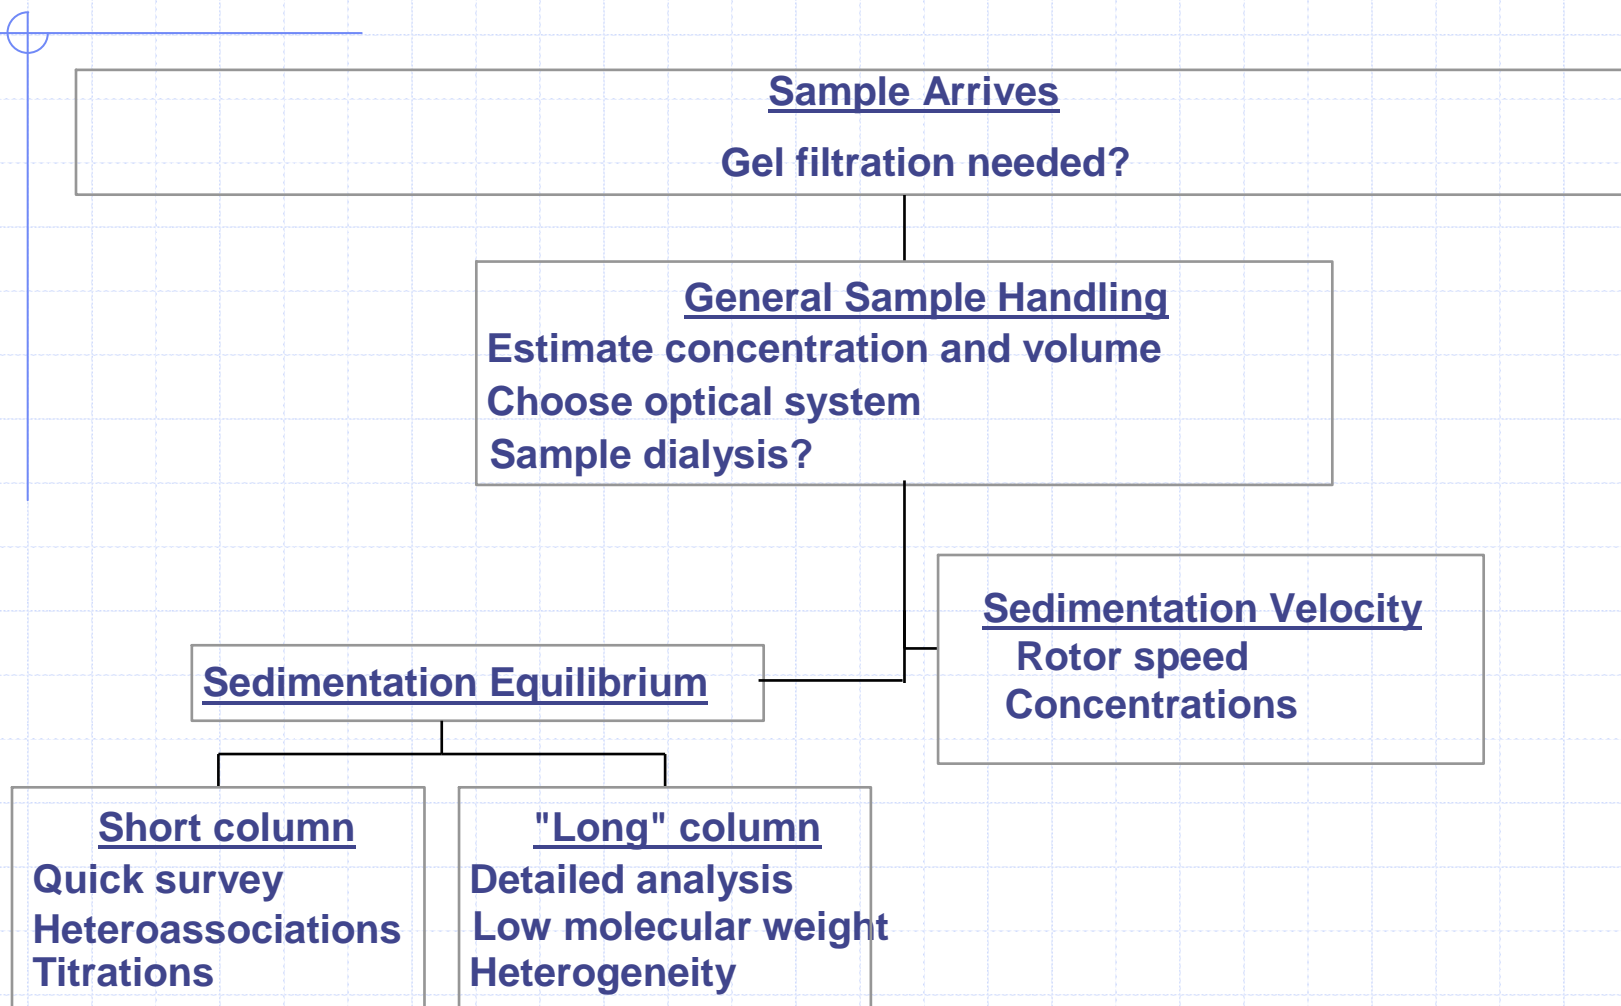 Sample Arrives
Gel filtration needed?
General Sample Handling
Estimate concentration and volume
Choose optical system
Sample dialysis?
Sedimentation Velocity
Rotor speed
Concentrations
Sedimentation Equilibrium
Short column
Quick survey
Heteroassociations
Titrations
"Long" column
Detailed analysis
Low molecular weight
Heterogeneity